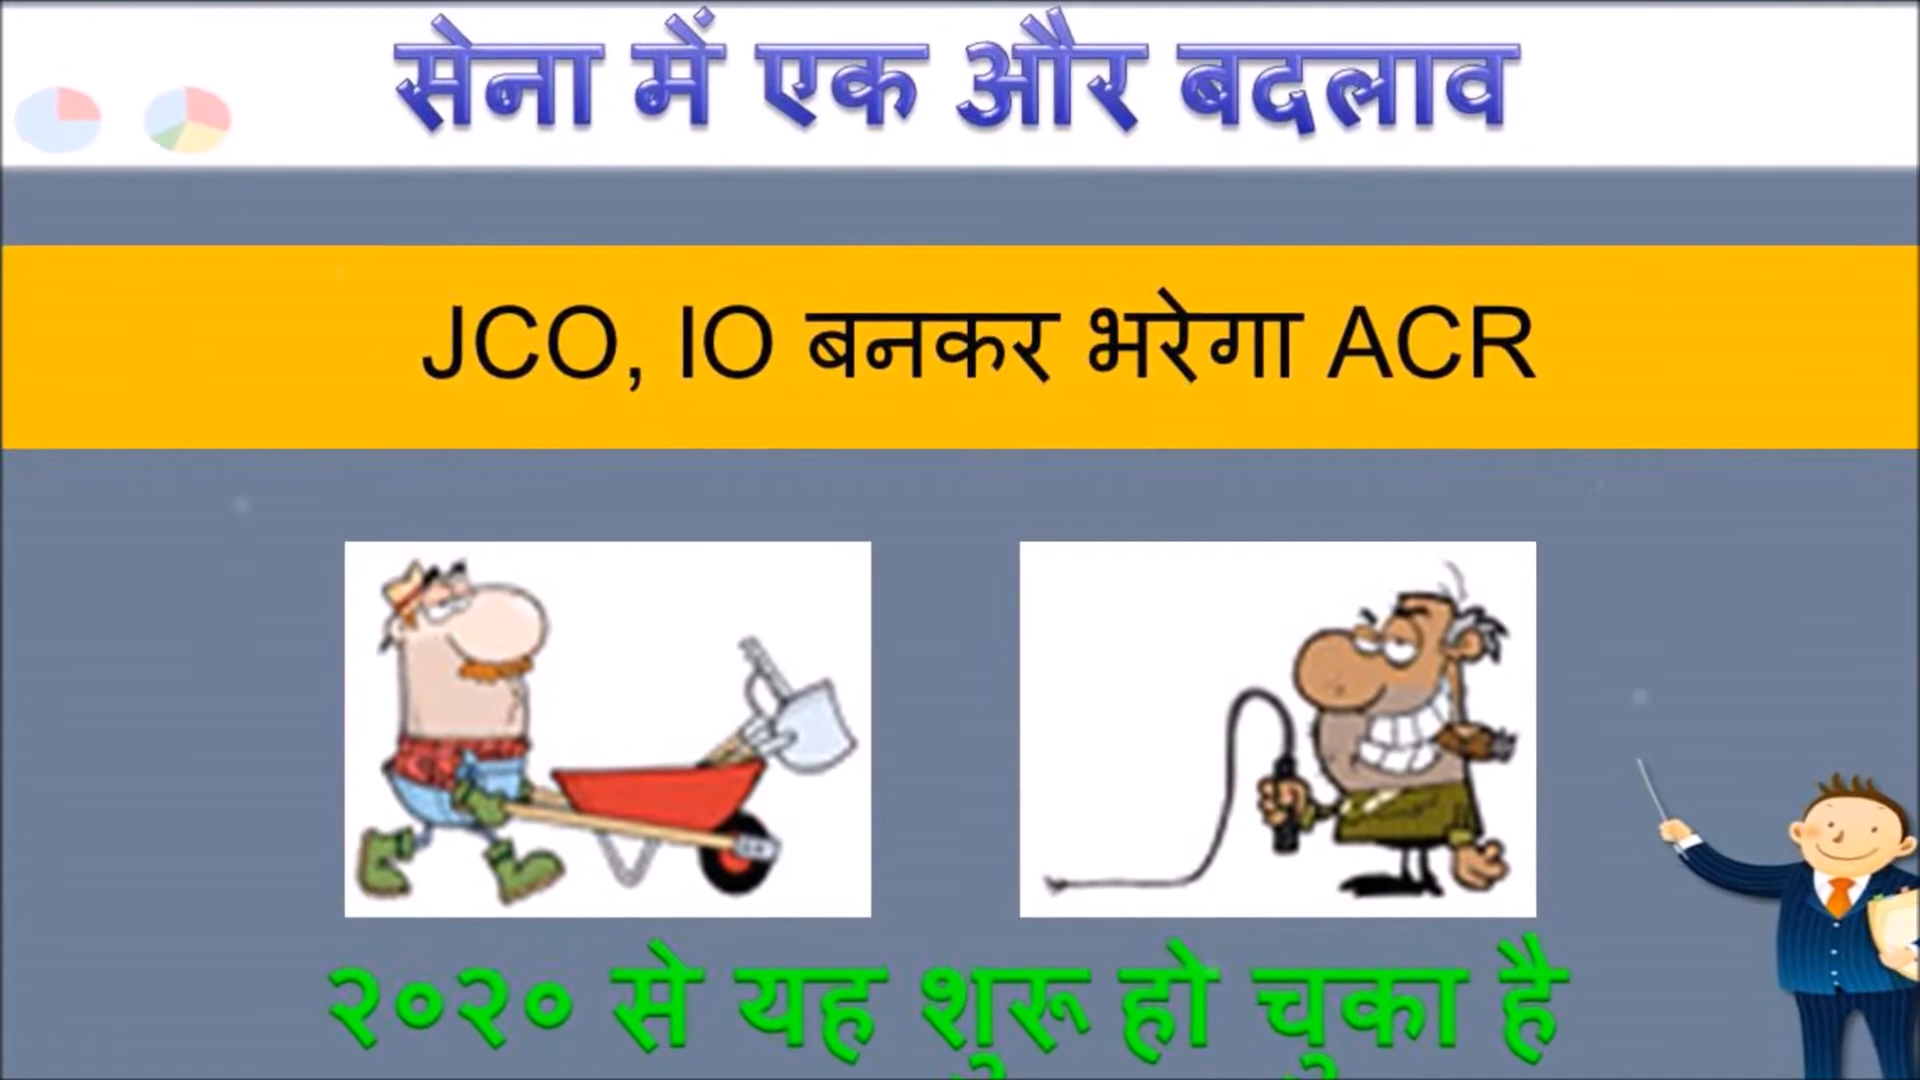 सेना में एक और बदलाव
JCO, IO बनकर भरेगा ACR
२०२० से यह शुरू हो चुका है